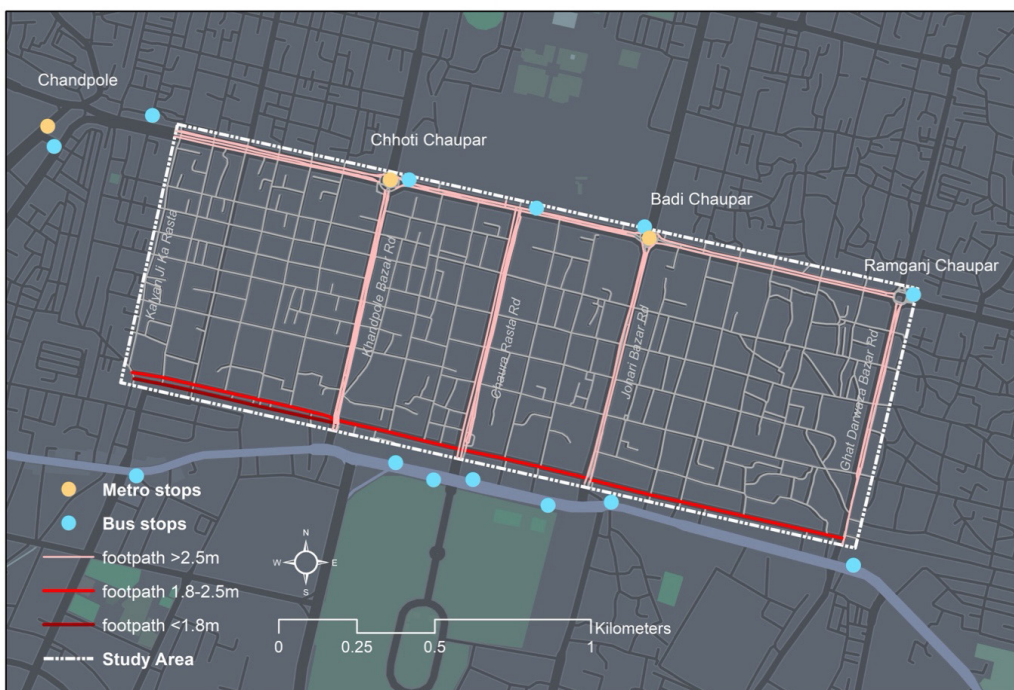 Chandpole
Chhoti Chaupar
Badi Chaupar
Ramganj Chaupar
Kalyanji Ka Rasta
Khandpole Bazar Rd
Chaura Rasta Rd
Johari Bazar Rd
Ghat Darwaza Bazar Rd
Metro stops
Bus stops
footpath >2.5m
footpath 1.8-2.5m
footpath <1.8m
Study Area
N
W E
S
Kilometers
0 0.25 0.5 1